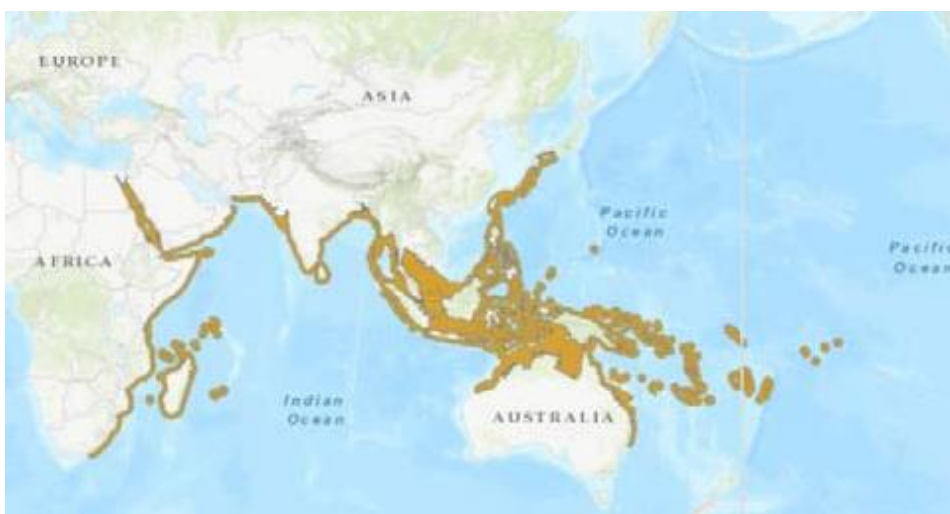 EUROPE
ASIA
Pacific
Ocean
AFRICA
Pacific
Ocean
Indian
Ocean
AUSTRALIA